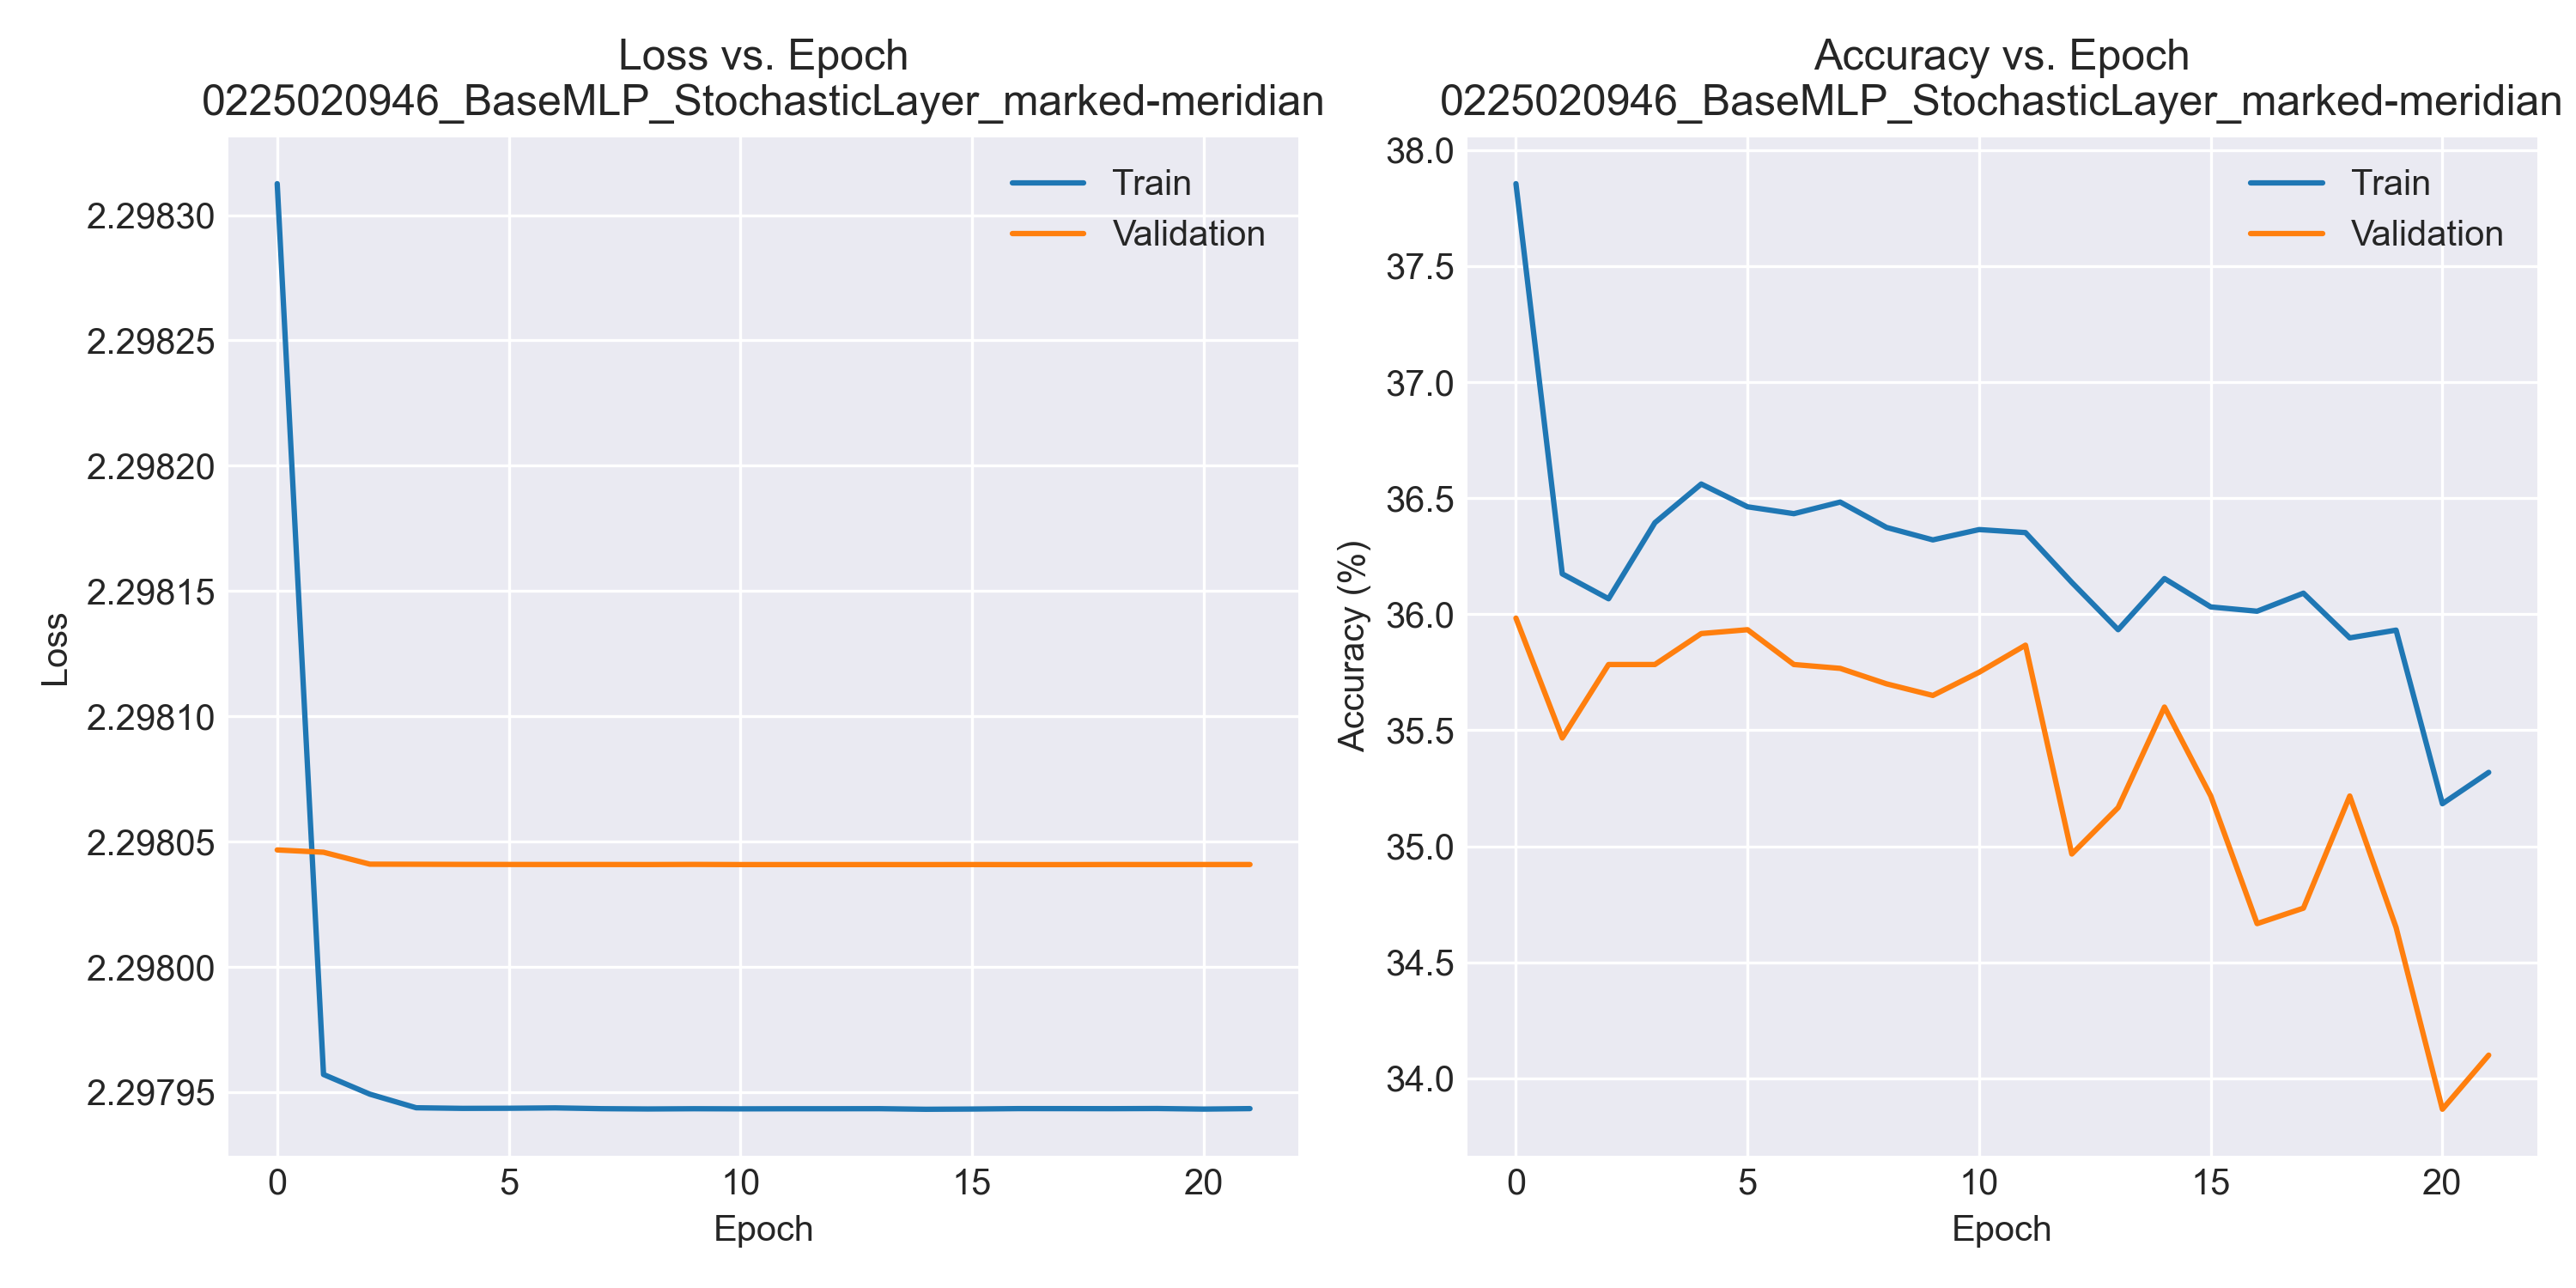 Loss vs. Epoch
0225020946_BaseMLP_StochasticLayer_marked-meridian
Train
Validation
2.29830
2.29825
2.29820
2.29815
2.29810
2.29805
2.29800
2.29795
Loss
0 5 10 15 20
Epoch
Accuracy vs. Epoch
0225020946_BaseMLP_StochasticLayer_marked-meridian
Train
Validation
38.0
37.5
37.0
36.5
36.0
35.5
35.0
34.5
34.0
Accuracy (%)
0 5 10 15 20
Epoch